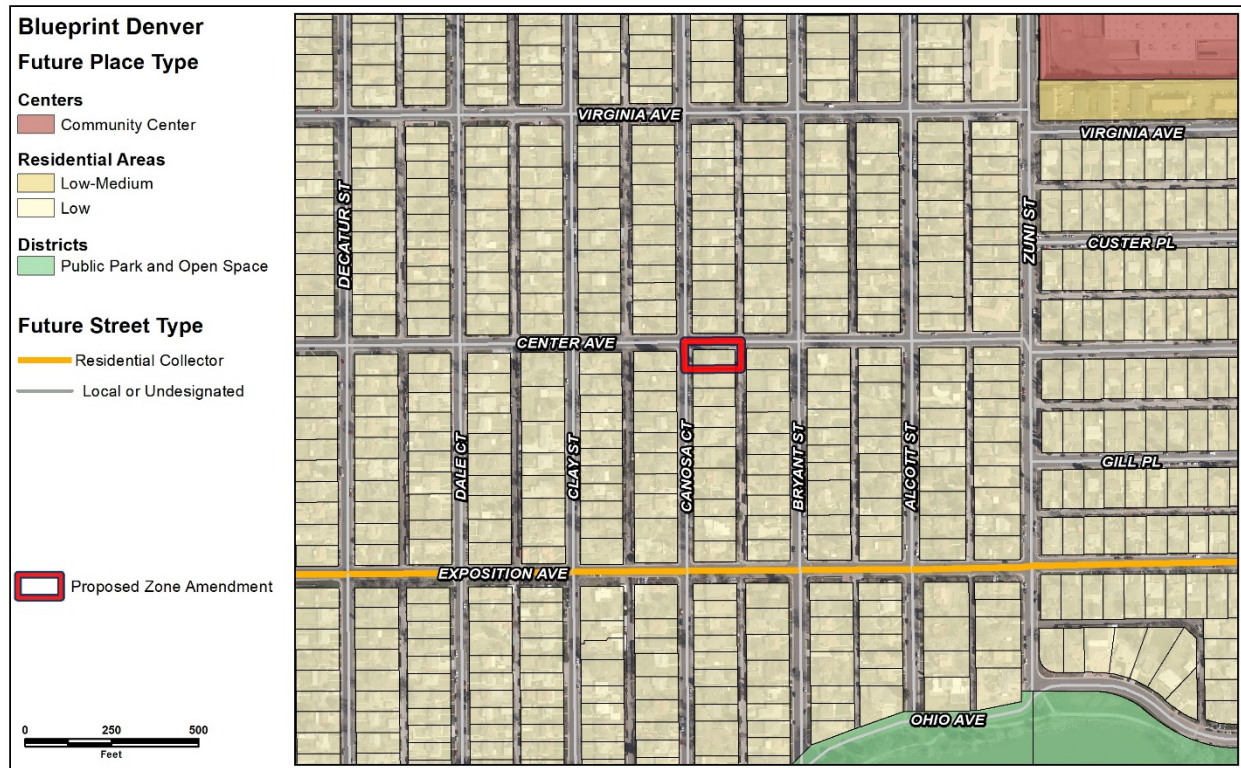 Blueprint Denver
Future Place Type
Centers
Community Center
Residential Areas
Low-Medium
Low
Districts
Public Park and Open Space
Future Street Type
Residential Collector
Local or Undesignated
Proposed Zone Amendment
0 250 500
Feet
VIRGINIA AVE
VIRGINIA AVE
DECATUR ST
ZUNI ST
CUSTER PL
CENTER AVE
DALE CT
CLAY ST
CANOSA CT
BRYANT ST
ALCOTT ST
GILL PL
EXPOSITION AVE
OHIO AVE